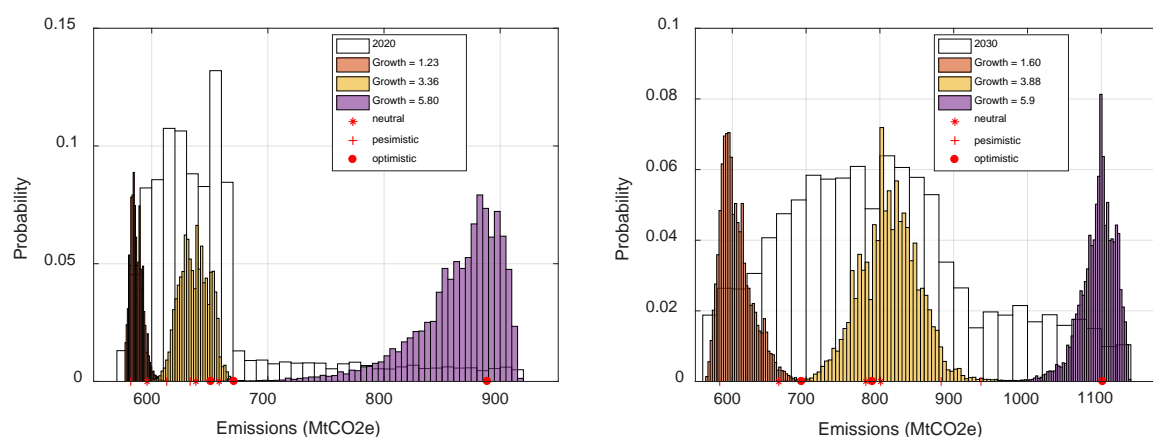 0.15
0.1
0.05
0
Probability
600
700
800
900
Emissions (MtCO2e)
2020
Growth = 1.23
Growth = 3.36
Growth = 5.80
neutral
pesimistic
optimistic
0.1
0.08
0.06
0.04
0.02
0
Probability
600
700
800
900
1000
1100
Emissions (MtCO2e)
2030
Growth = 1.60
Growth = 3.88
Growth = 5.9
neutral
pesimistic
optimistic